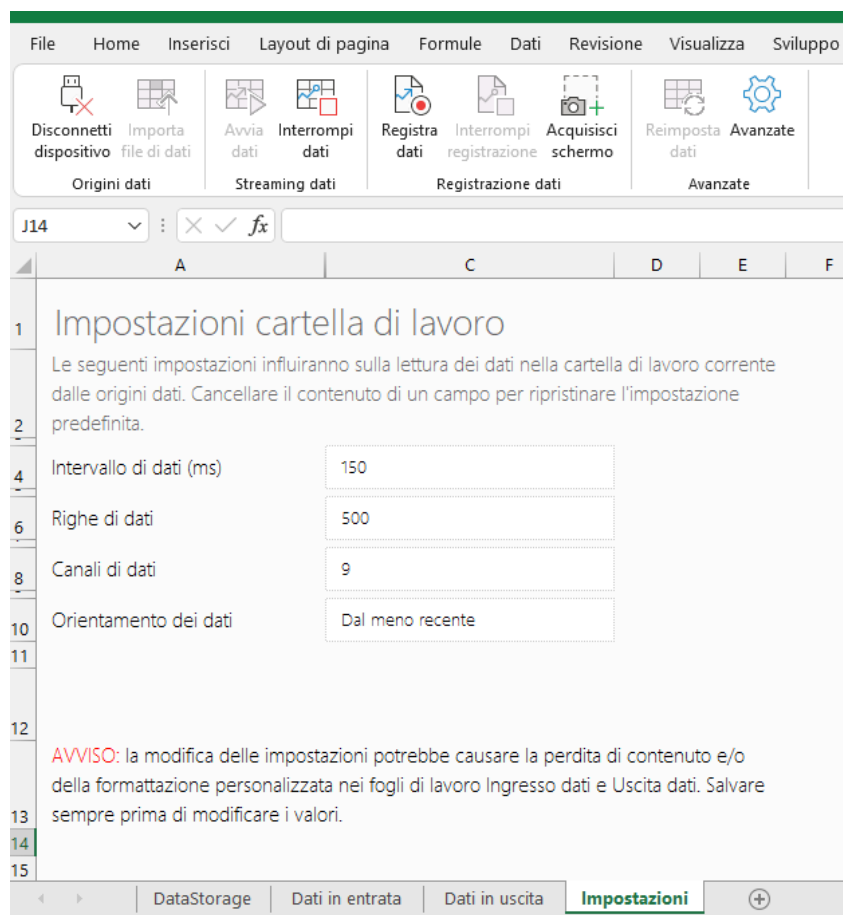 File Home Inserisci Layout di pagina Formule Dati Revisione Visualizza Sviluppo
Disconnetti dispositivo
Importa file di dati
Avvia dati
Interrompi dati
Registra dati
Interrompi registrazione
Acquisisci schermo
Reimposta dati
Avanzate
Origini dati Streaming dati Registrazione dati Avanzate
J14 fx
A C D E F
1 Impostazioni cartella di lavoro
Le seguenti impostazioni influiranno sulla lettura dei dati nella cartella di lavoro corrente
dalle origini dati. Cancellare il contenuto di un campo per ripristinare l'impostazione
2 predefinita.
4 Intervallo di dati (ms) 150
6 Righe di dati 500
8 Canali di dati 9
10 Orientamento dei dati Dal meno recente
11
12
AVVISO: la modifica delle impostazioni potrebbe causare la perdita di contenuto e/o
della formattazione personalizzata nei fogli di lavoro Ingresso dati e Uscita dati. Salvare
13 sempre prima di modificare i valori.
14
15
DataStorage Dati in entrata Dati in uscita Impostazioni